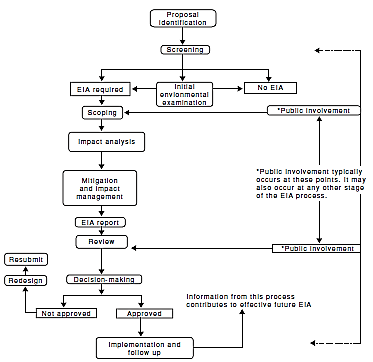 Proposal
identification
Screening
EIA required
Initial
environmental
examination
No EIA
Scoping
*Public involvement
Impact analysis
*Public involvement typically
occurs at these points. It may
also occur at any other stage
of the EIA process.
Mitigation
and impact
management
EIA report
Review
*Public involvement
Resubmit
Redesign
Decision-making
Information from this process
contributes to effective future EIA
Not approved
Approved
Implementation and
follow up